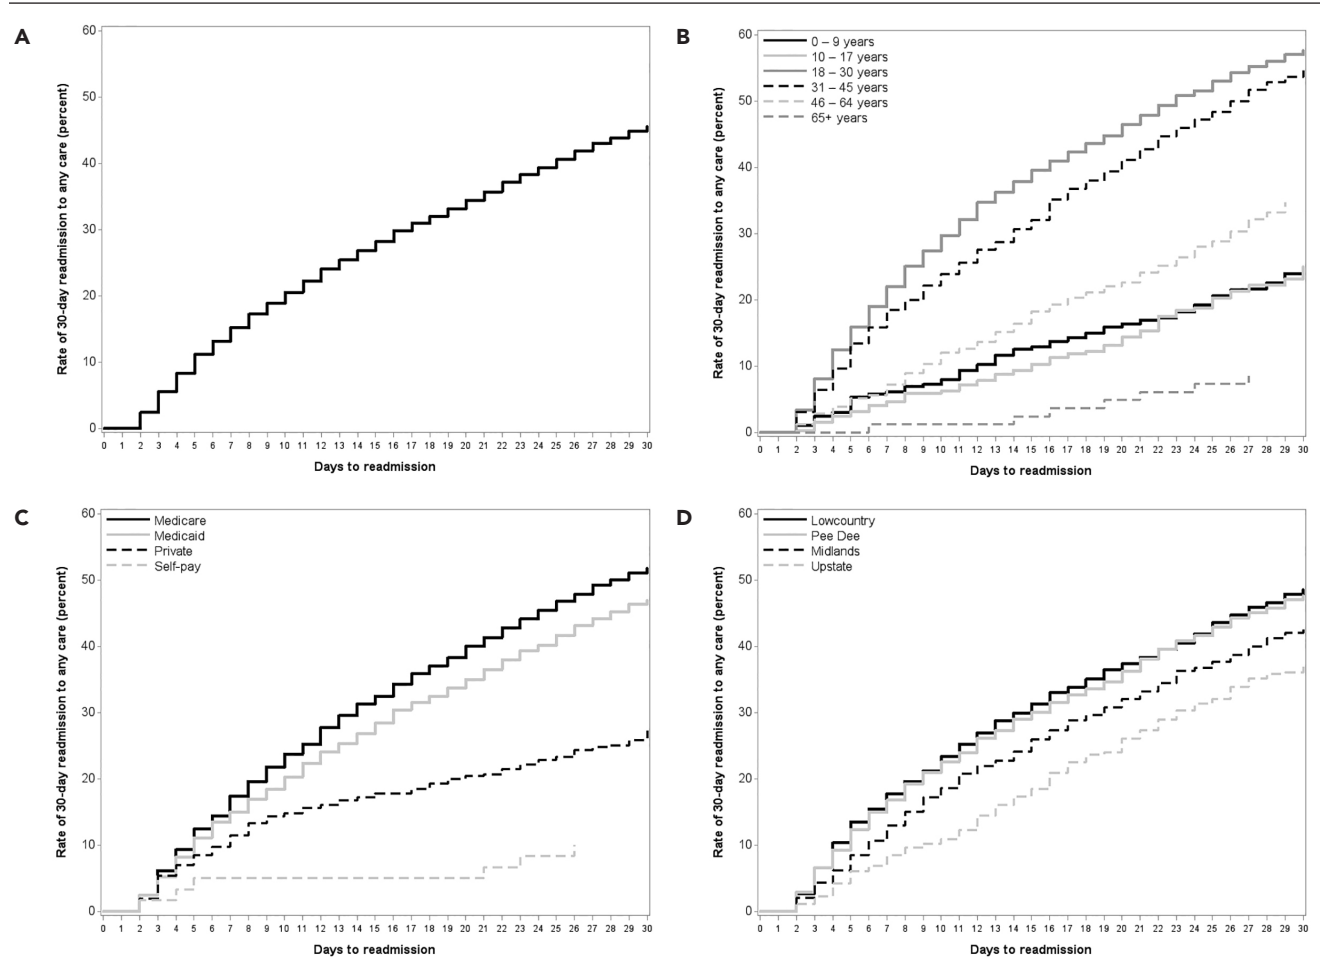 A
Rate of 30-day readmission to any care (percent)
60
50
40
30
20
10
0
0 1 2 3 4 5 6 7 8 9 10 11 12 13 14 15 16 17 18 19 20 21 22 23 24 25 26 27 28 29 30
Days to readmission
B
Rate of 30-day readmission to any care (percent)
60
50
40
30
20
10
0
0 – 9 years
10 – 17 years
18 – 30 years
31 – 45 years
46 – 64 years
65+ years
0 1 2 3 4 5 6 7 8 9 10 11 12 13 14 15 16 17 18 19 20 21 22 23 24 25 26 27 28 29 30
Days to readmission
C
Rate of 30-day readmission to any care (percent)
60
50
40
30
20
10
0
Medicare
Medicaid
Private
Self-pay
0 1 2 3 4 5 6 7 8 9 10 11 12 13 14 15 16 17 18 19 20 21 22 23 24 25 26 27 28 29 30
Days to readmission
D
Rate of 30-day readmission to any care (percent)
60
50
40
30
20
10
0
Lowcountry
Pee Dee
Midlands
Upstate
0 1 2 3 4 5 6 7 8 9 10 11 12 13 14 15 16 17 18 19 20 21 22 23 24 25 26 27 28 29 30
Days to readmission